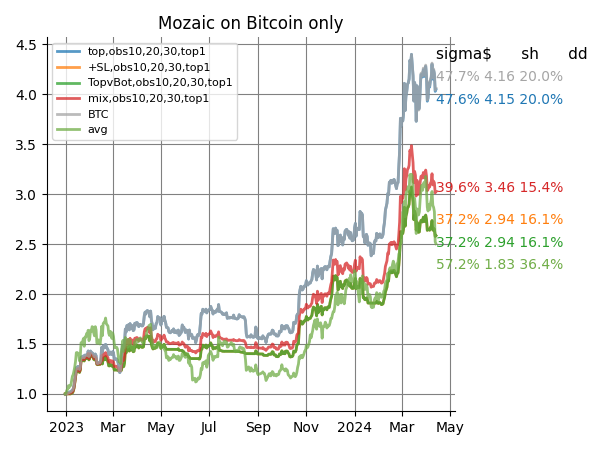 Mozaic on Bitcoin only
sigma$ sh dd
top,obs10,20,30,top1
+SL,obs10,20,30,top1
TopvBot,obs10,20,30,top1
mix,obs10,20,30,top1
BTC
avg
47.7% 4.16 20.0%
47.6% 4.15 20.0%
39.6% 3.46 15.4%
37.2% 2.94 16.1%
37.2% 2.94 16.1%
57.2% 1.83 36.4%
4.5
4.0
3.5
3.0
2.5
2.0
1.5
1.0
2023 Mar May Jul Sep Nov 2024 Mar May